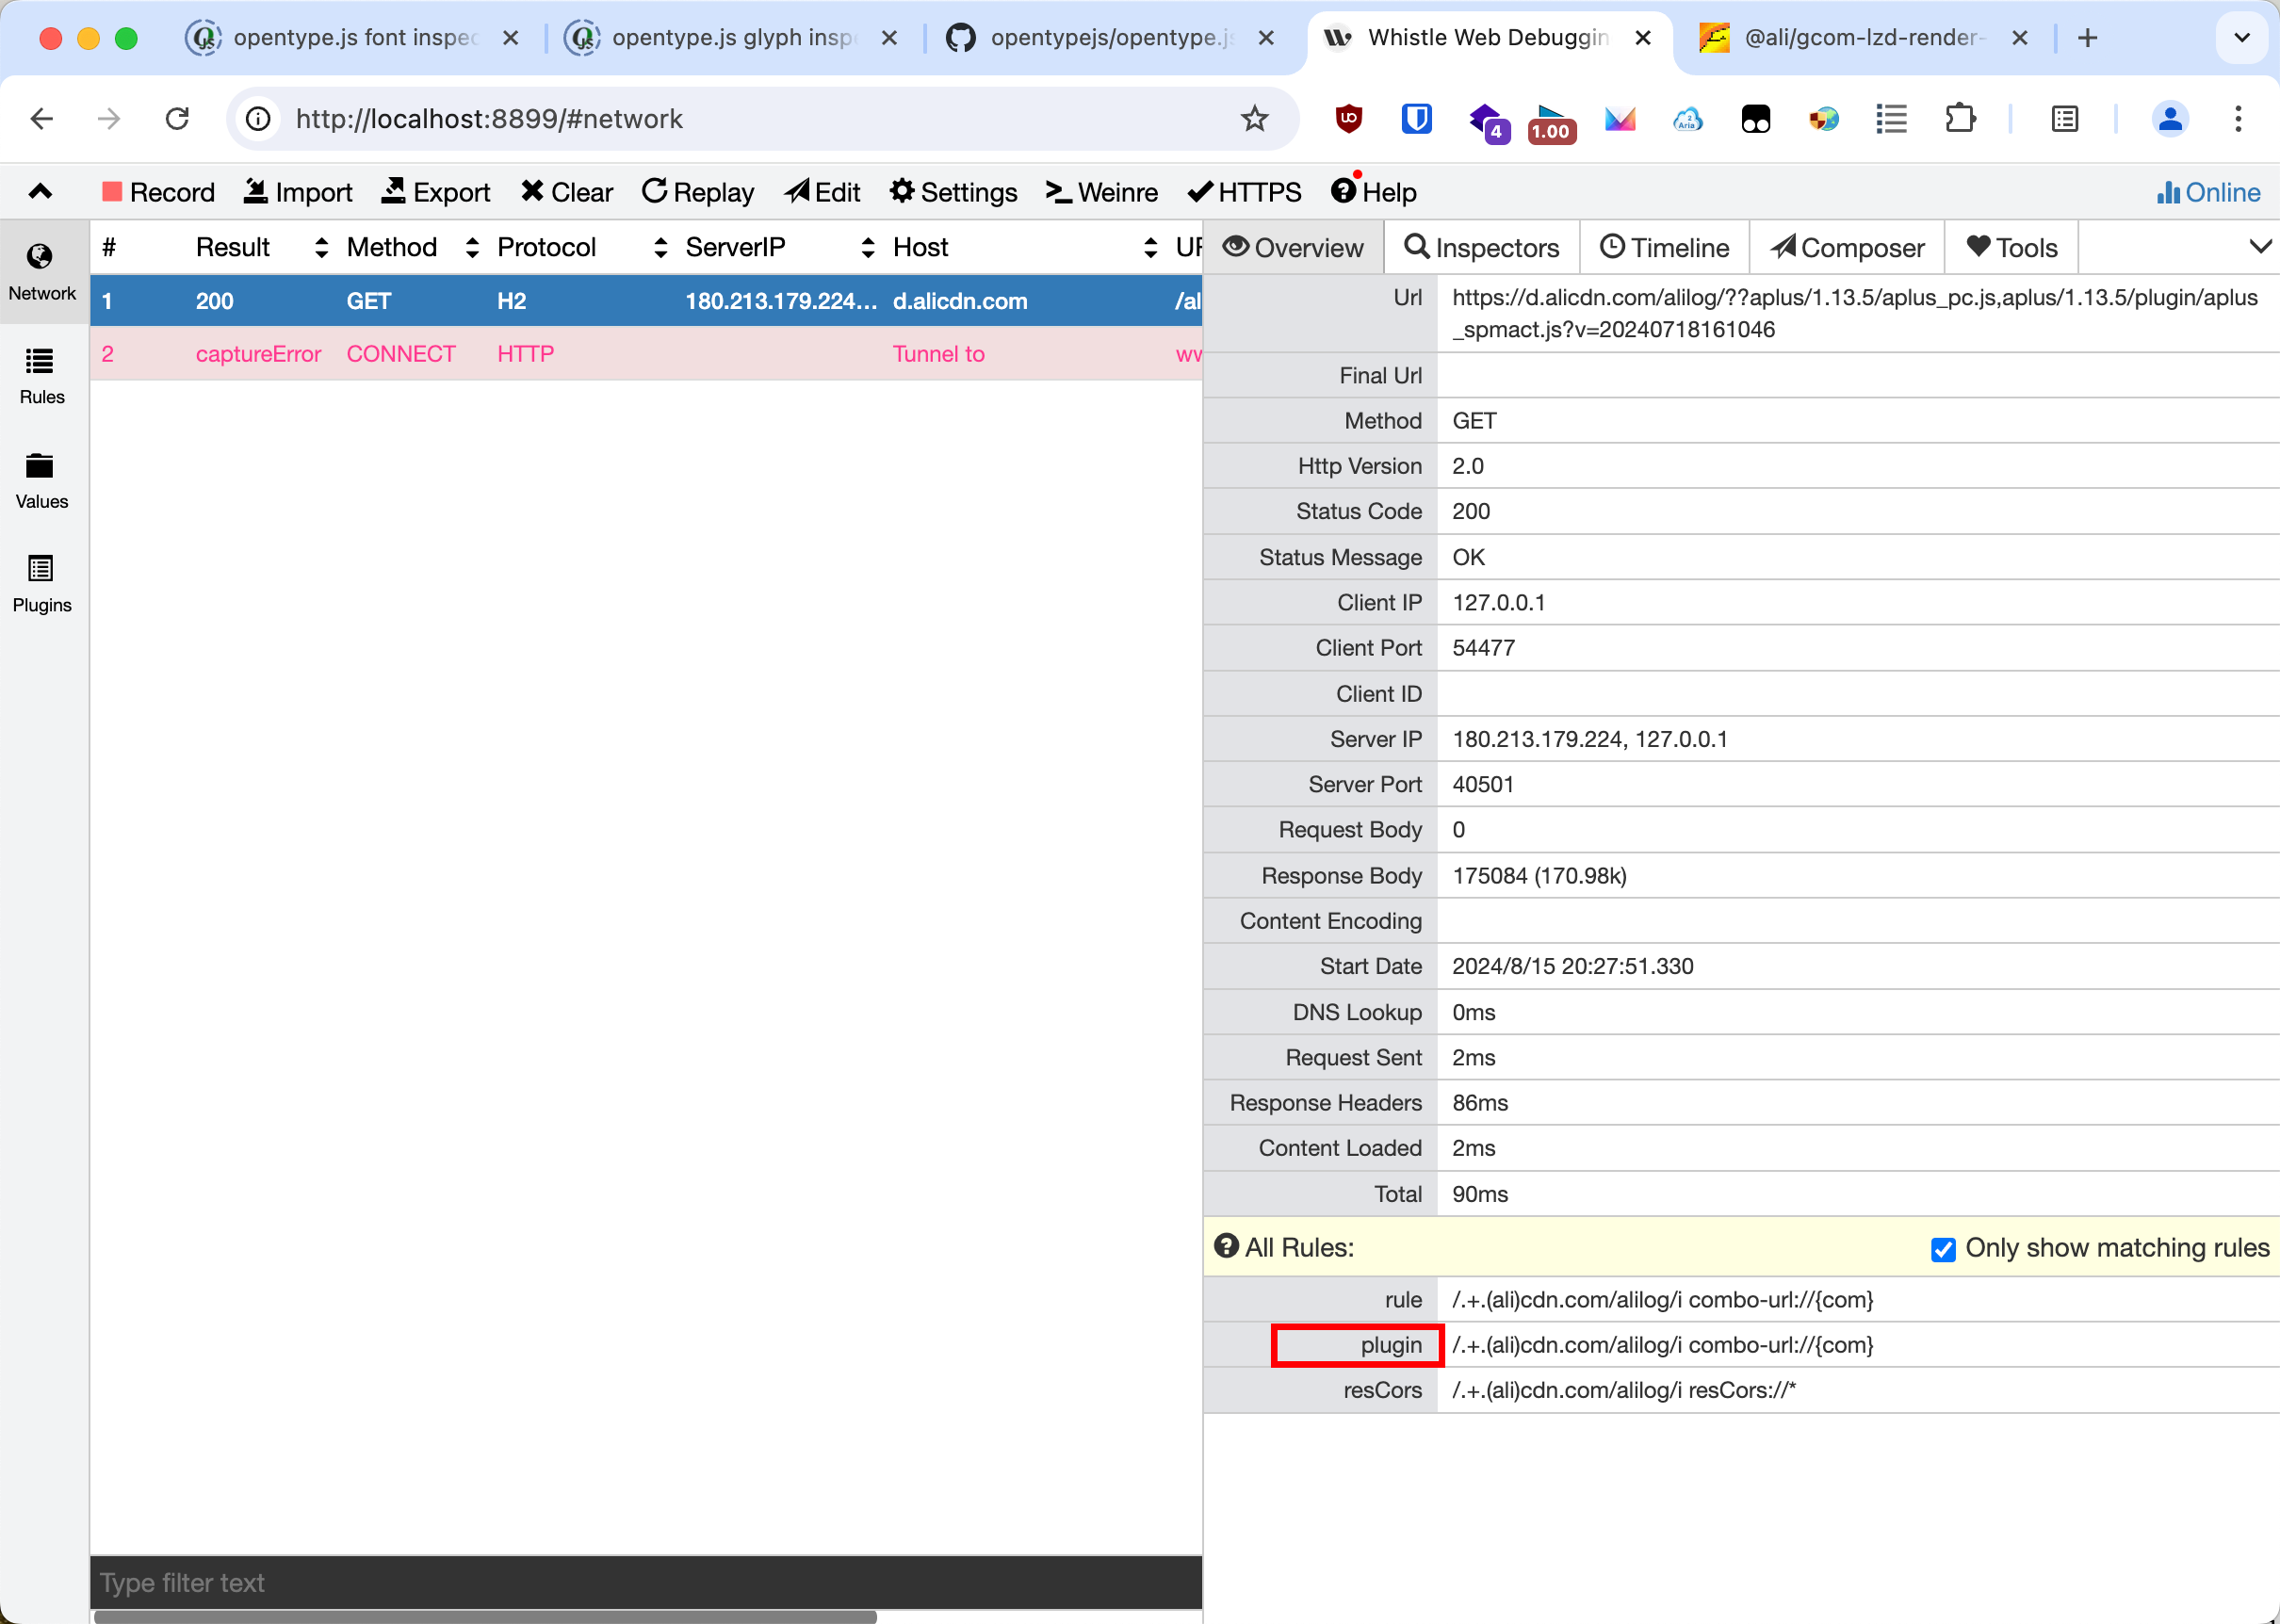 opentype.js font inspec
opentype.js glyph inspe
opentypejs/opentype.js
Whistle Web Debuggin
@ali/gcom-lzd-render-
http://localhost:8899/#network
4
1.00
Aria
Record Import Export Clear Replay Edit Settings Weinre HTTPS Help Online
Network
Rules
Values
Plugins
# Result Method Protocol ServerIP Host UR
1 200 GET H2 180.213.179.224... d.alicdn.com /al
2 captureError CONNECT HTTP Tunnel to ww
Type filter text
Overview Inspectors Timeline Composer Tools
Url https://d.alicdn.com/alilog/??aplus/1.13.5/aplus_pc.js,aplus/1.13.5/plugin/aplus
_spmact.js?v=20240718161046
Final Url
Method GET
Http Version 2.0
Status Code 200
Status Message OK
Client IP 127.0.0.1
Client Port 54477
Client ID
Server IP 180.213.179.224, 127.0.0.1
Server Port 40501
Request Body 0
Response Body 175084 (170.98k)
Content Encoding
Start Date 2024/8/15 20:27:51.330
DNS Lookup 0ms
Request Sent 2ms
Response Headers 86ms
Content Loaded 2ms
Total 90ms
All Rules: Only show matching rules
rule /.+.(ali)cdn.com/alilog/i combo-url://{com}
plugin /.+.(ali)cdn.com/alilog/i combo-url://{com}
resCors /.+.(ali)cdn.com/alilog/i resCors://*